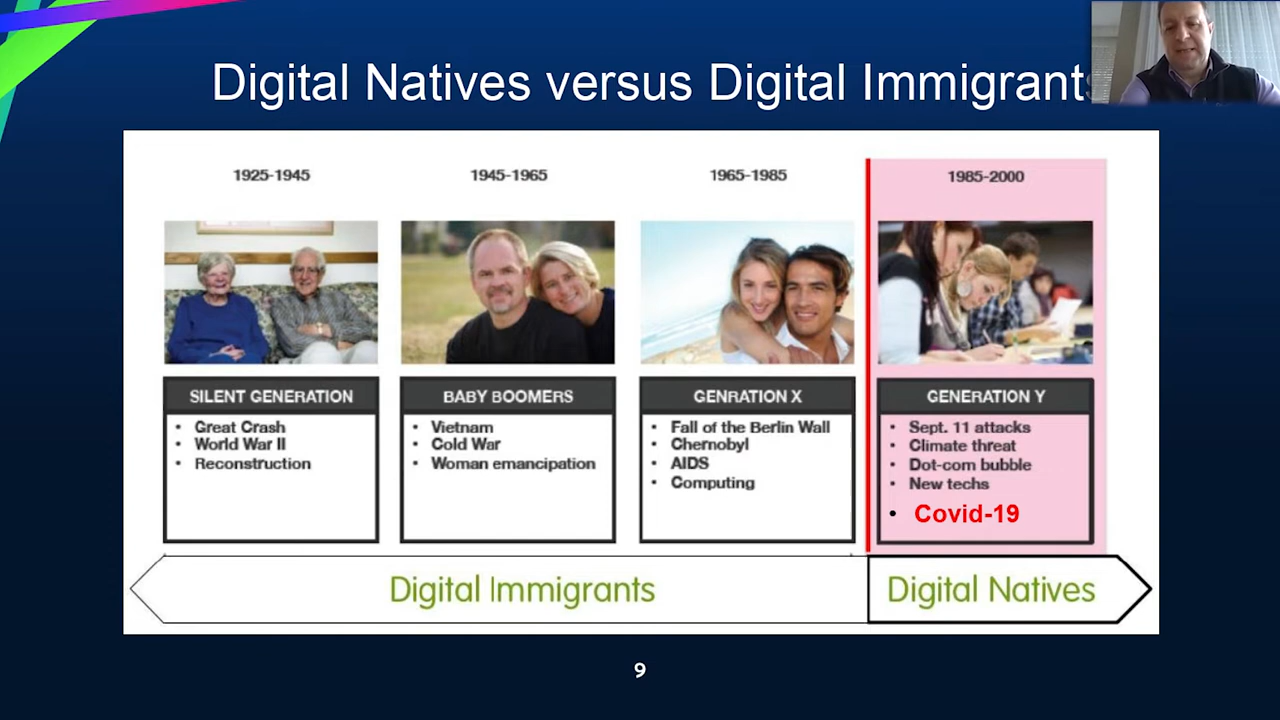 Digital Natives versus Digital Immigrants
1925-1945
1945-1965
1965-1985
1985-2000
SILENT GENERATION
• Great Crash
• World War II
• Reconstruction
BABY BOOMERS
• Vietnam
• Cold War
• Woman emancipation
GENRATION X
• Fall of the Berlin Wall
• Chernobyl
• AIDS
• Computing
GENERATION Y
• Sept. 11 attacks
• Climate threat
• Dot-com bubble
• New techs
• Covid-19
Digital Immigrants
Digital Natives
9